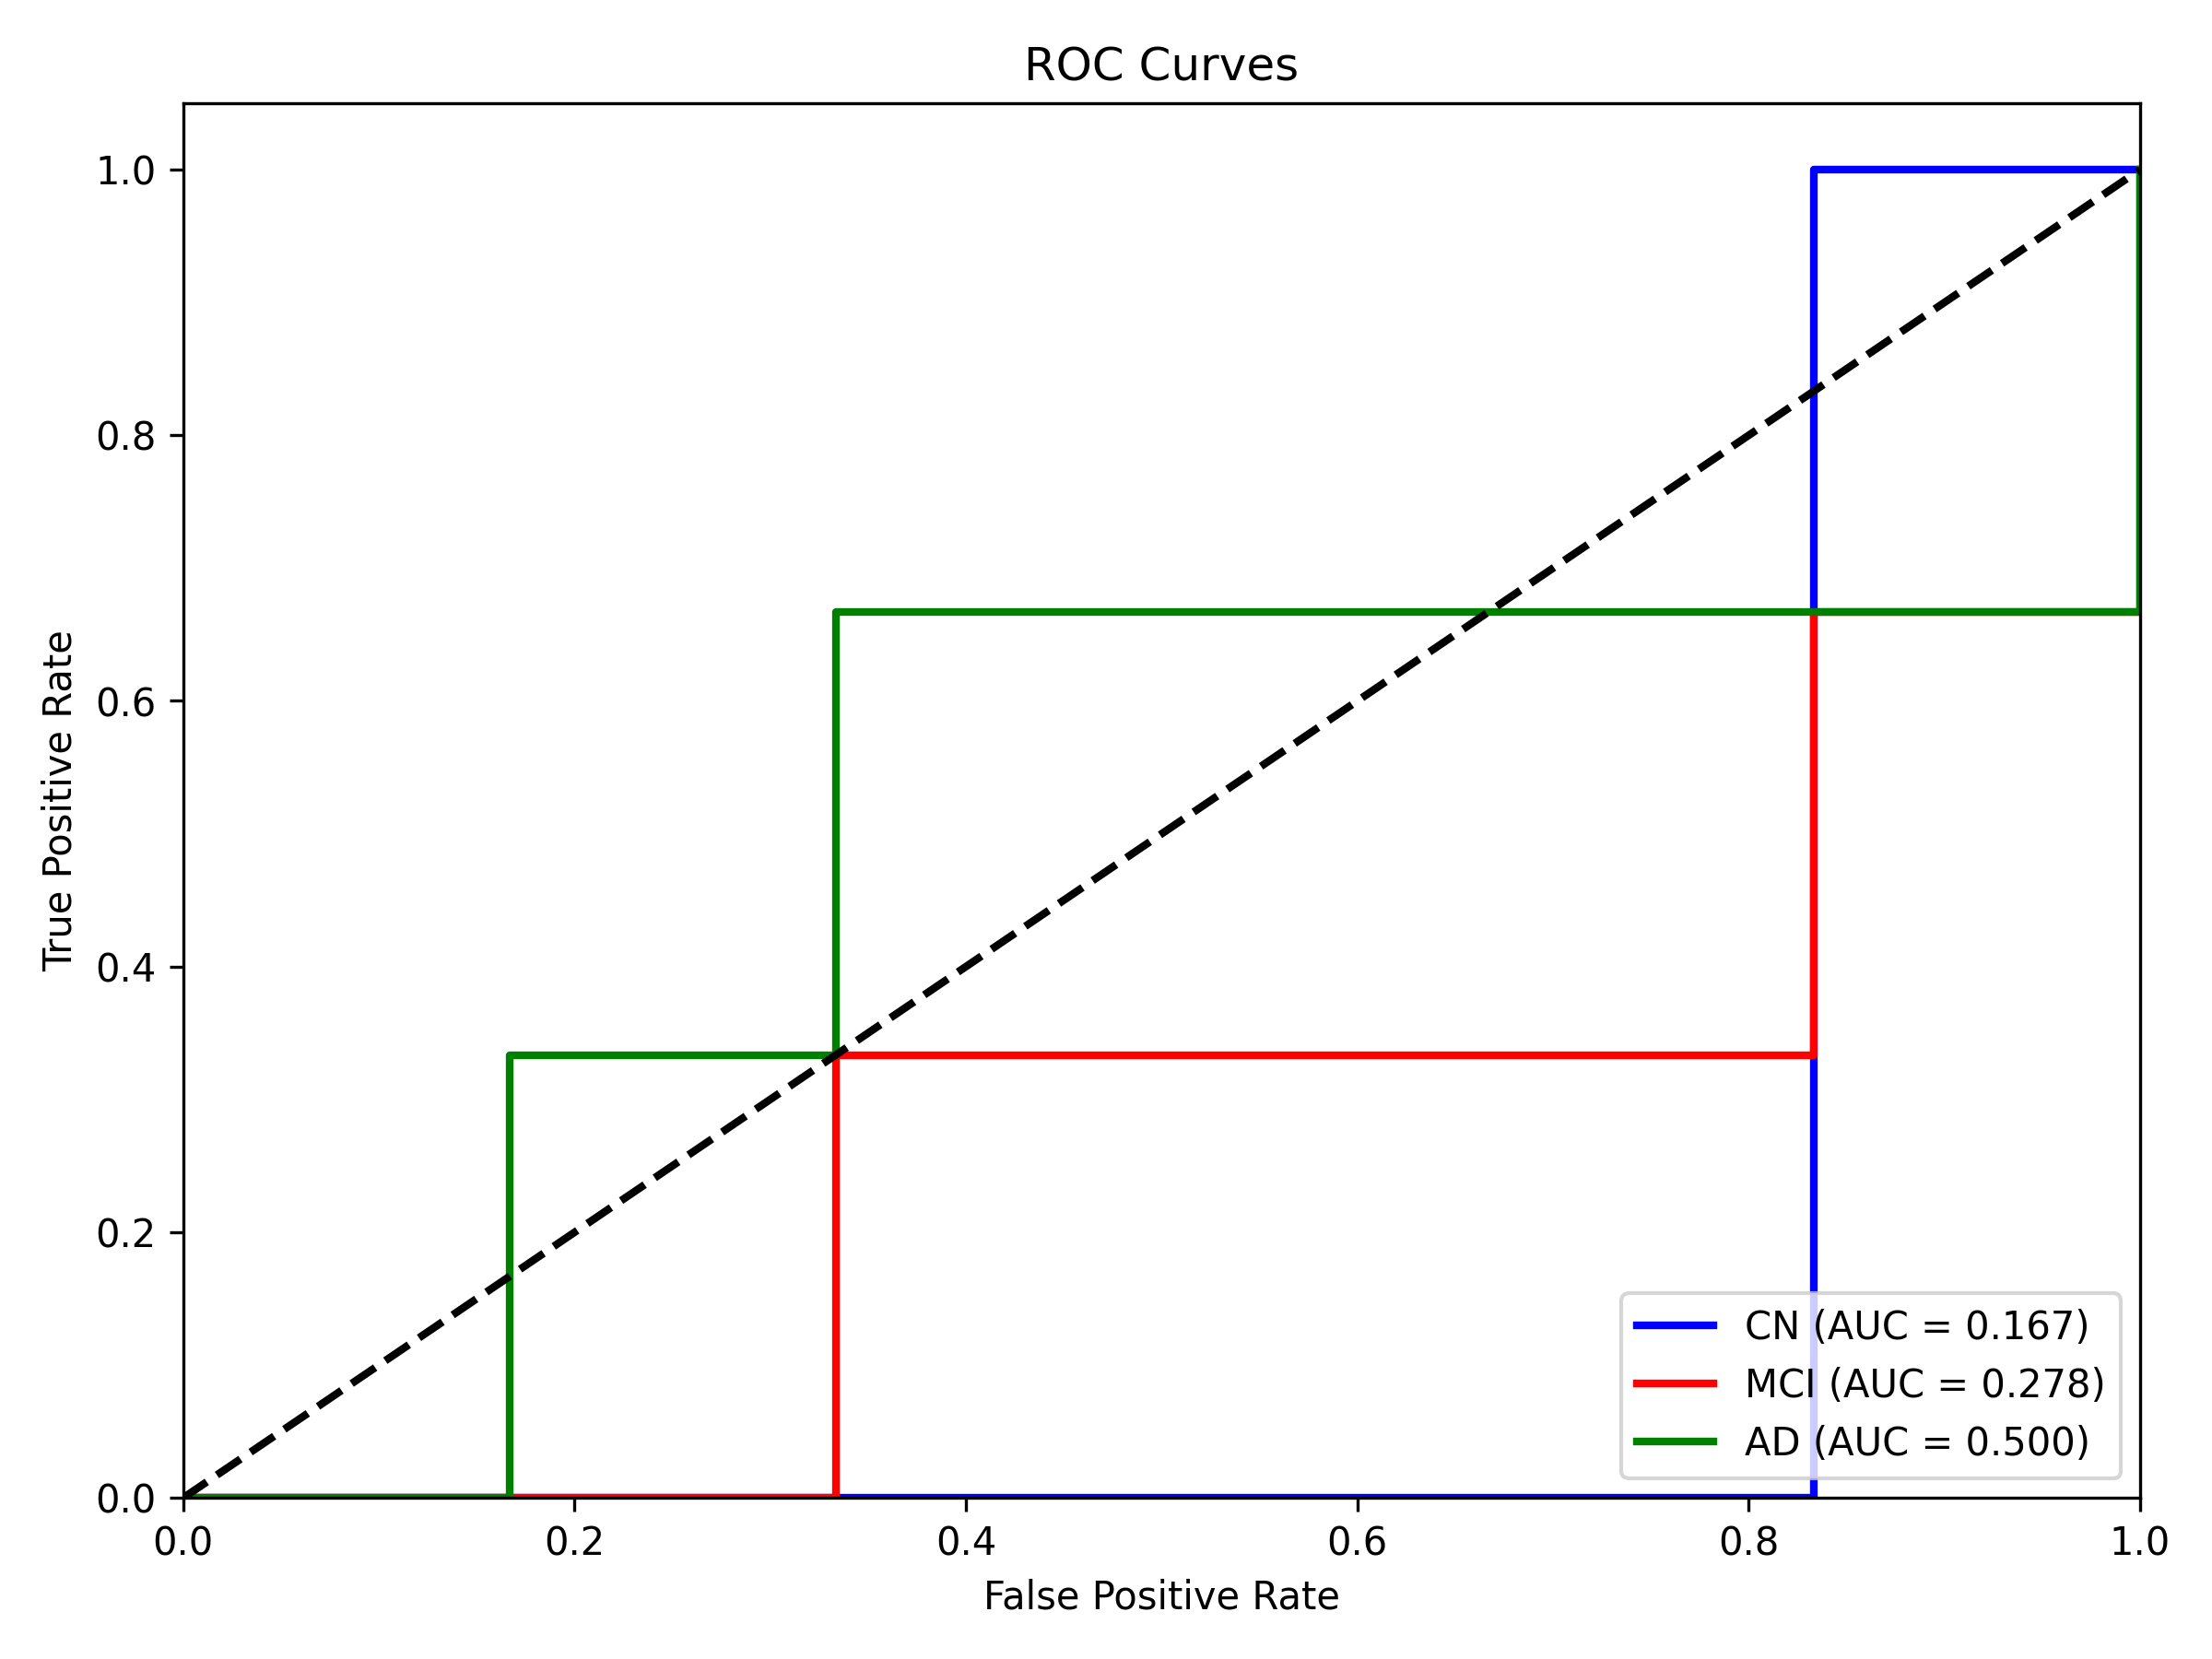 ROC Curves
True Positive Rate
1.0
0.8
0.6
0.4
0.2
0.0
0.0 0.2 0.4 0.6 0.8 1.0
False Positive Rate
CN (AUC = 0.167)
MCI (AUC = 0.278)
AD (AUC = 0.500)